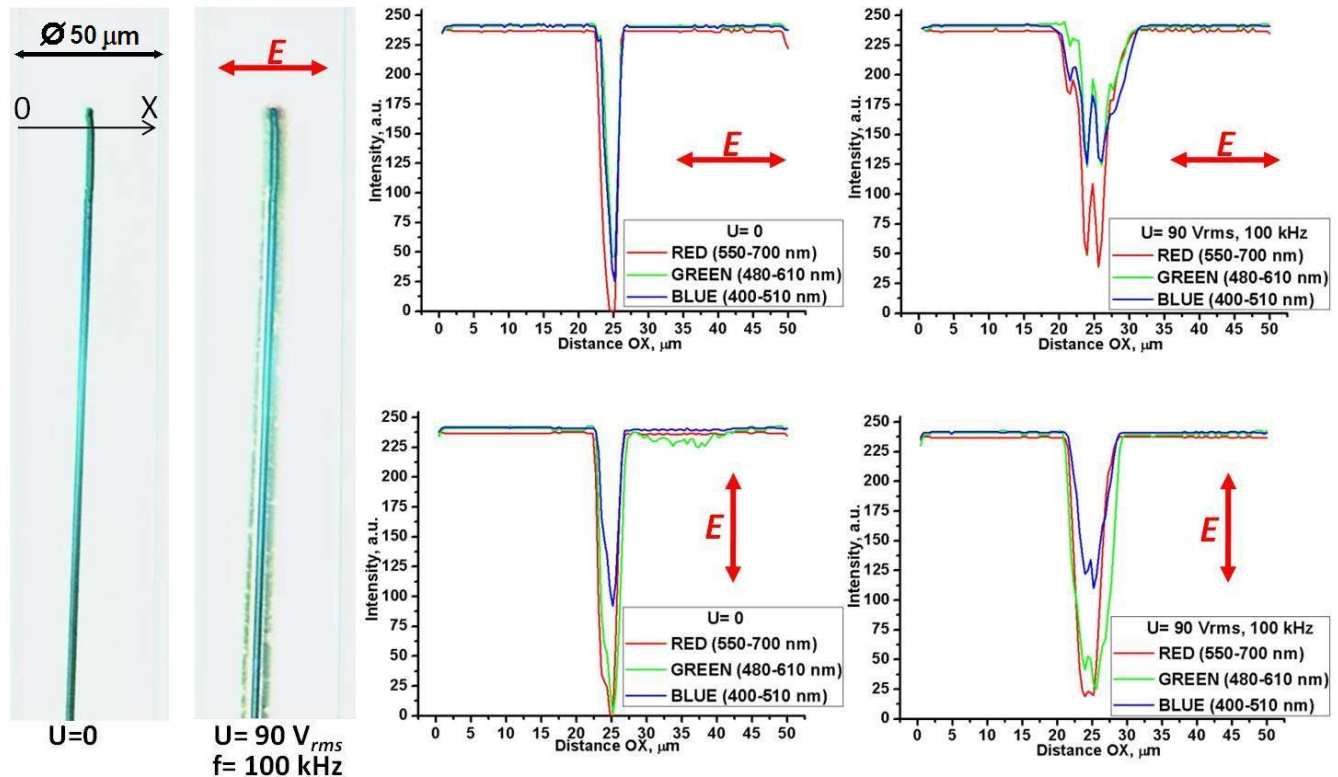 Ø 50 μm
O X
U=0
E
U= 90 Vrms
f= 100 kHz
250
225
200
175
150
125
100
75
50
25
0
Intensity, a.u.
E
U= 0
RED (550-700 nm)
GREEN (480-610 nm)
BLUE (400-510 nm)
0 5 10 15 20 25 30 35 40 45 50
Distance OX, μm
250
225
200
175
150
125
100
75
50
25
0
Intensity, a.u.
E
U= 90 Vrms, 100 kHz
RED (550-700 nm)
GREEN (480-610 nm)
BLUE (400-510 nm)
0 5 10 15 20 25 30 35 40 45 50
Distance OX, μm
250
225
200
175
150
125
100
75
50
25
0
Intensity, a.u.
E
U= 0
RED (550-700 nm)
GREEN (480-610 nm)
BLUE (400-510 nm)
0 5 10 15 20 25 30 35 40 45 50
Distance OX, μm
250
225
200
175
150
125
100
75
50
25
0
Intensity, a.u.
E
U= 90 Vrms, 100 kHz
RED (550-700 nm)
GREEN (480-610 nm)
BLUE (400-510 nm)
0 5 10 15 20 25 30 35 40 45 50
Distance OX, μm